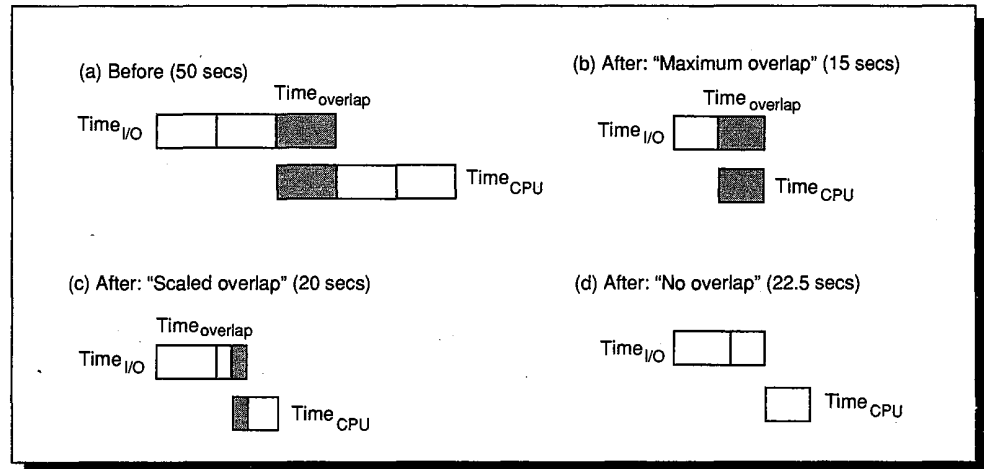 (a) Before (50 secs)
Time_overlap
Time_I/O
Time_CPU
(b) After: "Maximum overlap" (15 secs)
Time_overlap
Time_I/O
Time_CPU
(c) After: "Scaled overlap" (20 secs)
Time_overlap
Time_I/O
Time_CPU
(d) After: "No overlap" (22.5 secs)
Time_I/O
Time_CPU